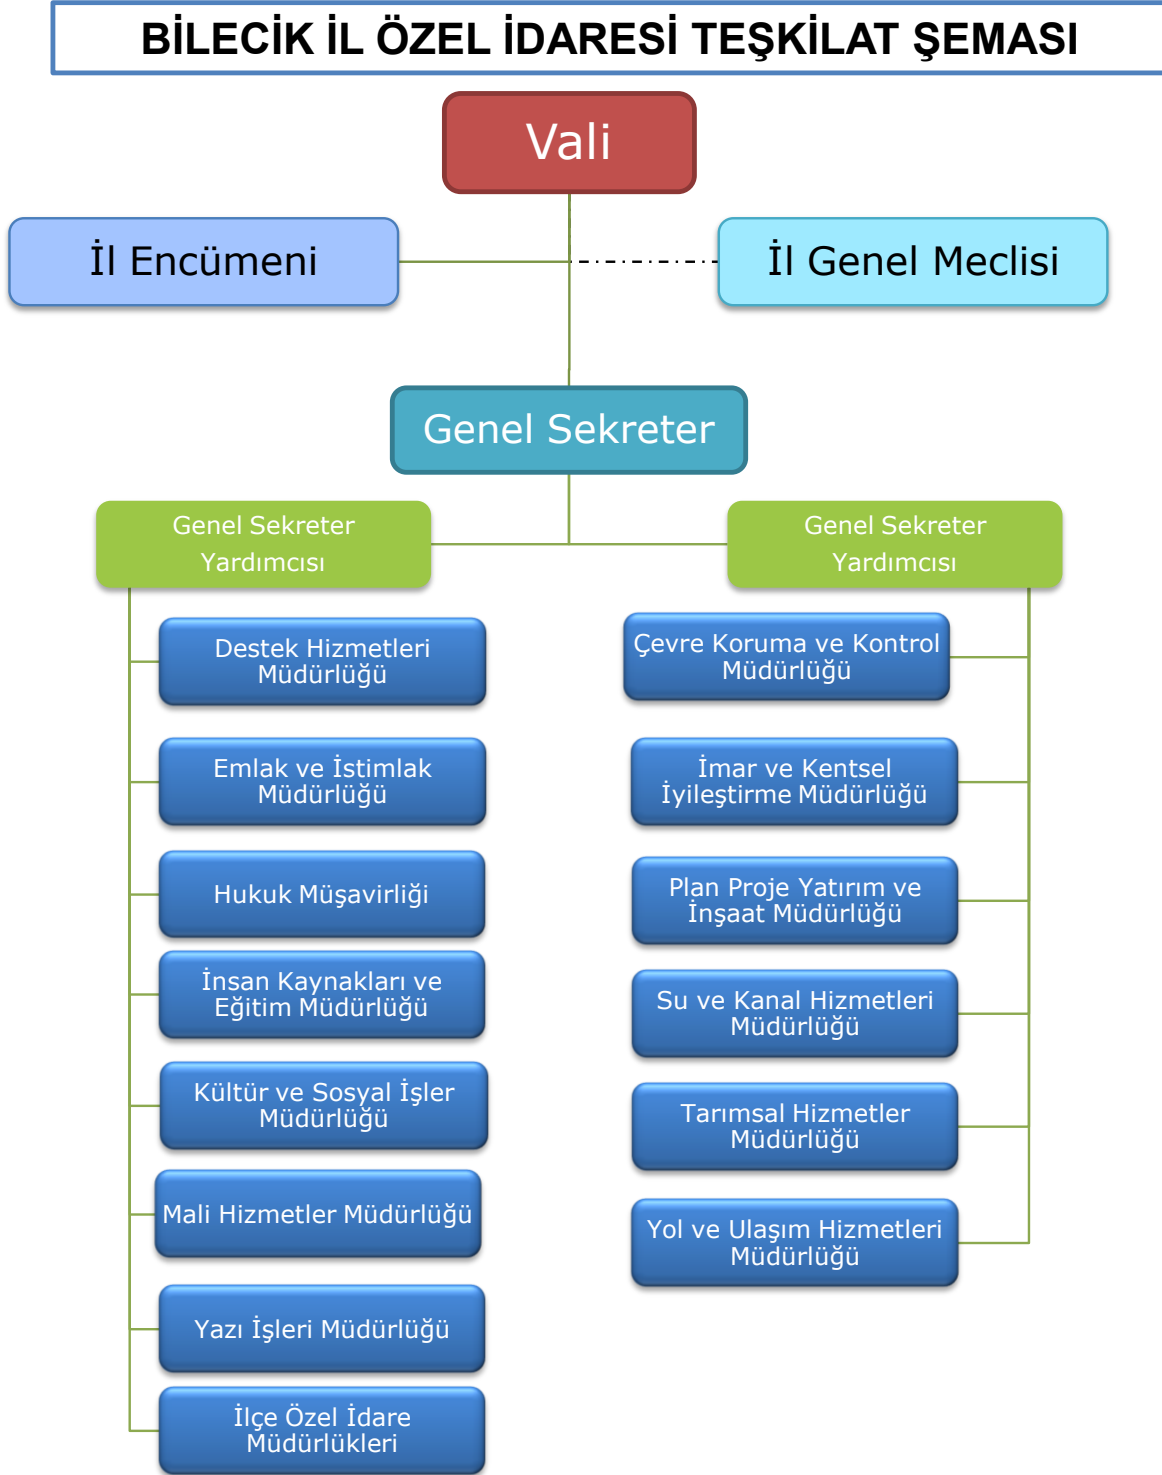 BİLECİK İL ÖZEL İDARESİ TEŞKİLAT ŞEMASI
Vali
İl Encümeni
İl Genel Meclisi
Genel Sekreter
Genel Sekreter
Yardımcısı
Genel Sekreter
Yardımcısı
Destek Hizmetleri
Müdürlüğü
Emlak ve İstimlak
Müdürlüğü
Hukuk Müşavirliği
İnsan Kaynakları ve
Eğitim Müdürlüğü
Kültür ve Sosyal İşler
Müdürlüğü
Mali Hizmetler Müdürlüğü
Yazı İşleri Müdürlüğü
İlçe Özel İdare
Müdürlükleri
Çevre Koruma ve Kontrol
Müdürlüğü
İmar ve Kentsel
İyileştirme Müdürlüğü
Plan Proje Yatırım ve
İnşaat Müdürlüğü
Su ve Kanal Hizmetleri
Müdürlüğü
Tarımsal Hizmetler
Müdürlüğü
Yol ve Ulaşım Hizmetleri
Müdürlüğü